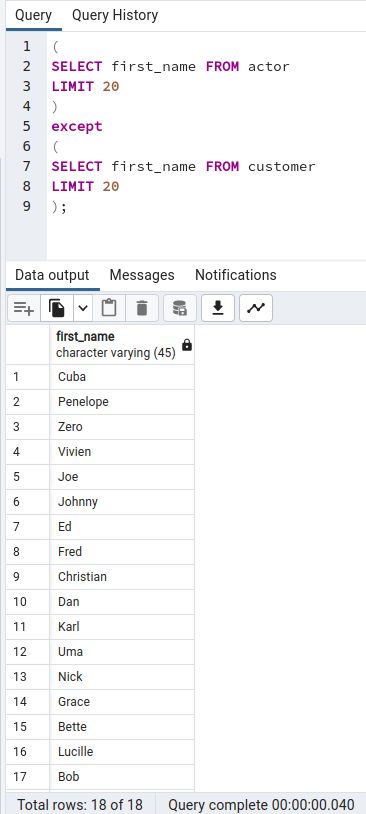 Query Query History
1 (
2 SELECT first_name FROM actor
3 LIMIT 20
4 )
5 except
6 (
7 SELECT first_name FROM customer
8 LIMIT 20
9 );
Data output Messages Notifications
first_name
character varying (45)
1 Cuba
2 Penelope
3 Zero
4 Vivien
5 Joe
6 Johnny
7 Ed
8 Fred
9 Christian
10 Dan
11 Karl
12 Uma
13 Nick
14 Grace
15 Bette
16 Lucille
17 Bob
Total rows: 18 of 18 Query complete 00:00:00.040